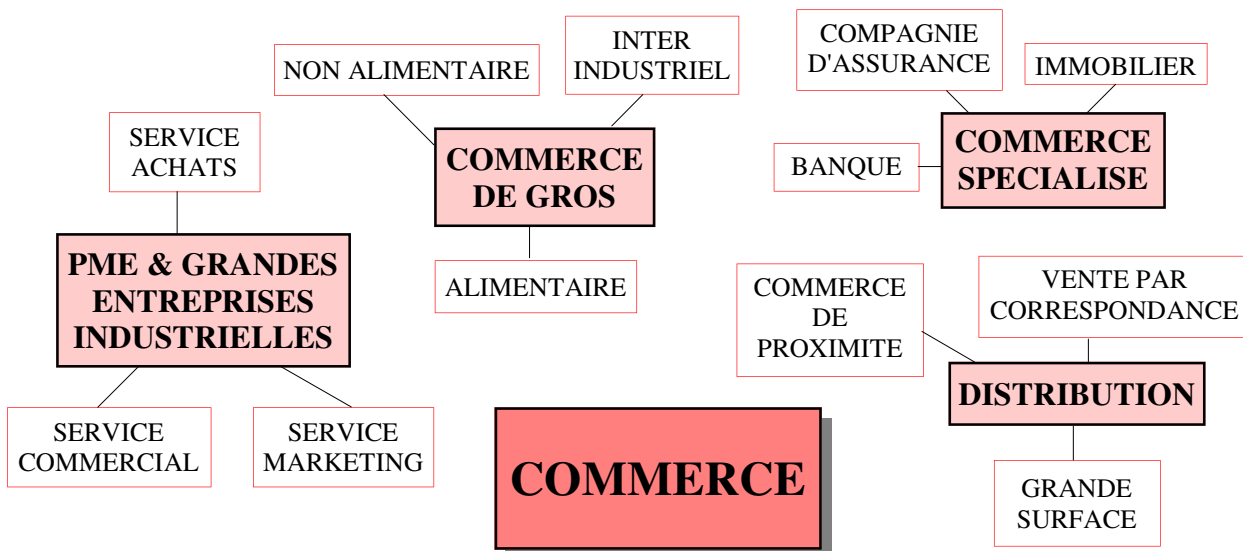 NON ALIMENTAIRE
INTER
INDUSTRIEL
COMMERCE
DE GROS
ALIMENTAIRE
COMPAGNIE
D'ASSURANCE
IMMOBILIER
BANQUE
COMMERCE
SPECIALISE
SERVICE
ACHATS
PME & GRANDES
ENTREPRISES
INDUSTRIELLES
SERVICE
COMMERCIAL
SERVICE
MARKETING
COMMERCE
DE
PROXIMITE
VENTE PAR
CORRESPONDANCE
DISTRIBUTION
GRANDE
SURFACE
COMMERCE